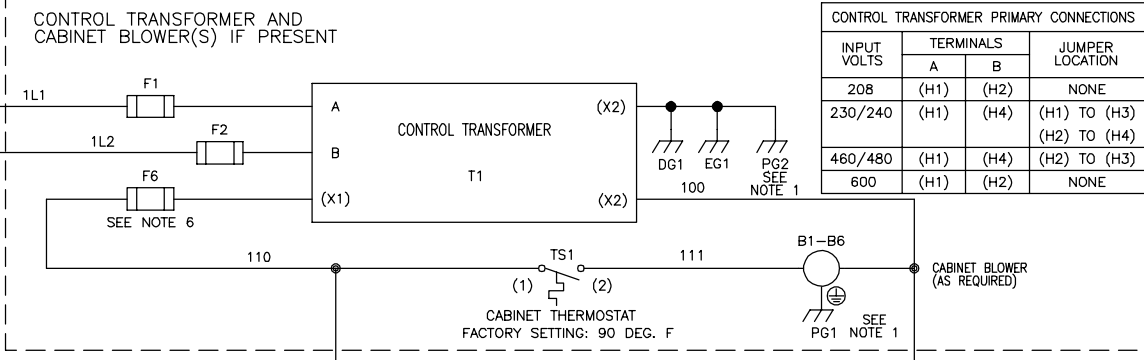 CONTROL TRANSFORMER AND
CABINET BLOWER(S) IF PRESENT
CONTROL TRANSFORMER PRIMARY CONNECTIONS
INPUT VOLTS
TERMINALS
JUMPER LOCATION
A B
208 (H1) (H2) NONE
230/240 (H1) (H4) (H1) TO (H3)
(H2) TO (H4)
460/480 (H1) (H4) (H2) TO (H3)
600 (H1) (H2) NONE
1L1
F1
A
(X2)
CONTROL TRANSFORMER
1L2
F2
B
T1
DG1
EG1
PG2
SEE
NOTE 1
F6
(X1)
(X2)
100
SEE NOTE 6
110
TS1
111
B1-B6
(1)
(2)
CABINET BLOWER
(AS REQUIRED)
CABINET THERMOSTAT
FACTORY SETTING: 90 DEG. F
PG1
SEE
NOTE 1